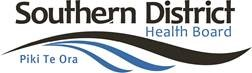 Southern District
Health Board
Piki Te Ora